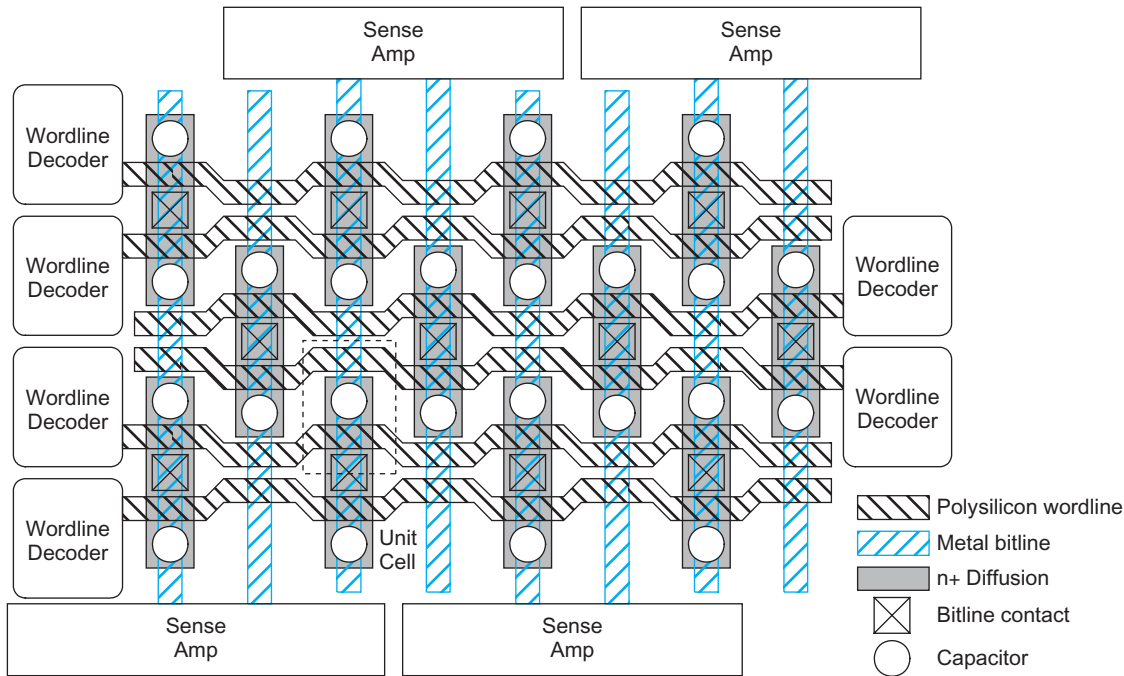 Sense
Amp
Sense
Amp
Wordline
Decoder
Wordline
Decoder
Wordline
Decoder
Wordline
Decoder
Wordline
Decoder
Wordline
Decoder
Unit
Cell
Polysilicon wordline
Metal bitline
n+ Diffusion
Bitline contact
Capacitor
Sense
Amp
Sense
Amp